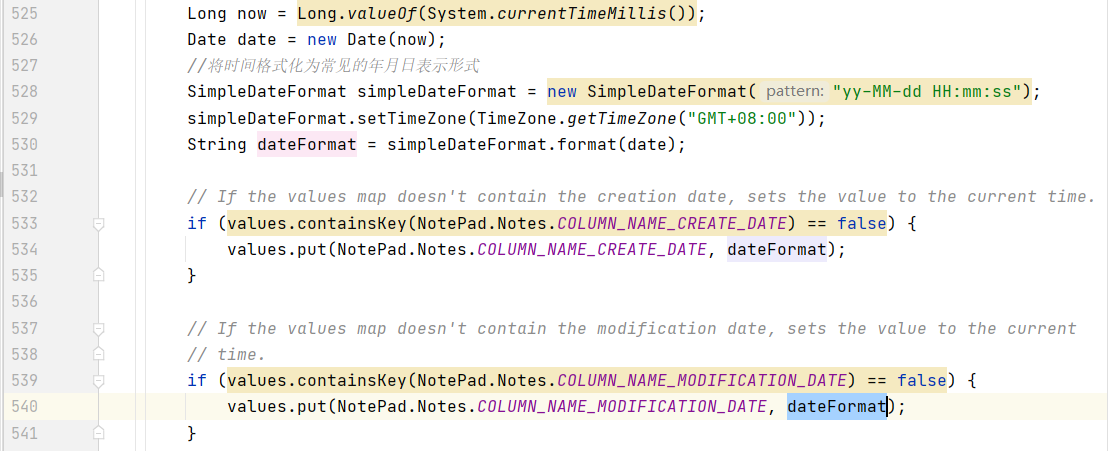 525 Long now = Long.valueOf(System.currentTimeMillis());
526 Date date = new Date(now);
527 //将时间格式化为常见的年月日表示形式
528 SimpleDateFormat simpleDateFormat = new SimpleDateFormat( pattern: "yy-MM-dd HH:mm:ss");
529 simpleDateFormat.setTimeZone(TimeZone.getTimeZone("GMT+08:00"));
530 String dateFormat = simpleDateFormat.format(date);
531
532 // If the values map doesn't contain the creation date, sets the value to the current time.
533 if (values.containsKey(NotePad.Notes.COLUMN_NAME_CREATE_DATE) == false) {
534 values.put(NotePad.Notes.COLUMN_NAME_CREATE_DATE, dateFormat);
535 }
536
537 // If the values map doesn't contain the modification date, sets the value to the current
538 // time.
539 if (values.containsKey(NotePad.Notes.COLUMN_NAME_MODIFICATION_DATE) == false) {
540 values.put(NotePad.Notes.COLUMN_NAME_MODIFICATION_DATE, dateFormat);
541 }